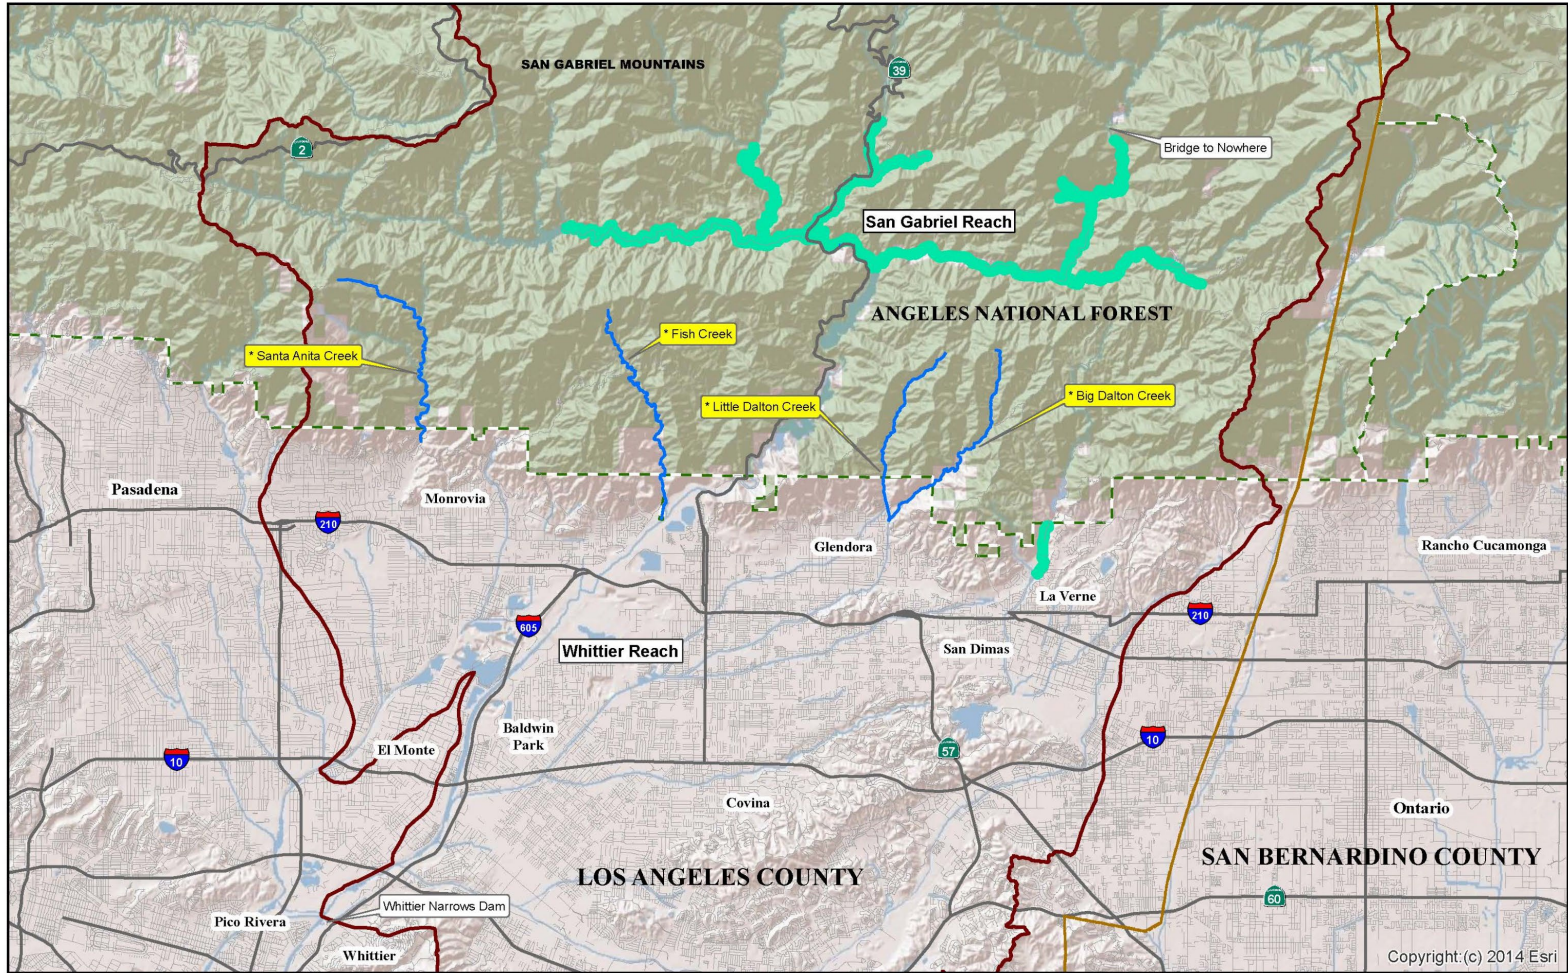 SAN GABRIEL MOUNTAINS
39
2
Bridge to Nowhere
San Gabriel Reach
ANGELES NATIONAL FOREST
* Fish Creek
* Santa Anita Creek
* Big Dalton Creek
* Little Dalton Creek
Pasadena
Monrovia
210
Glendora
Rancho Cucamonga
La Verne
210
605
Whittier Reach
San Dimas
Baldwin
Park
El Monte
10
57
10
Covina
Ontario
LOS ANGELES COUNTY
SAN BERNARDINO COUNTY
60
Whittier Narrows Dam
Pico Rivera
Whittier
Copyright:(c) 2014 Esri